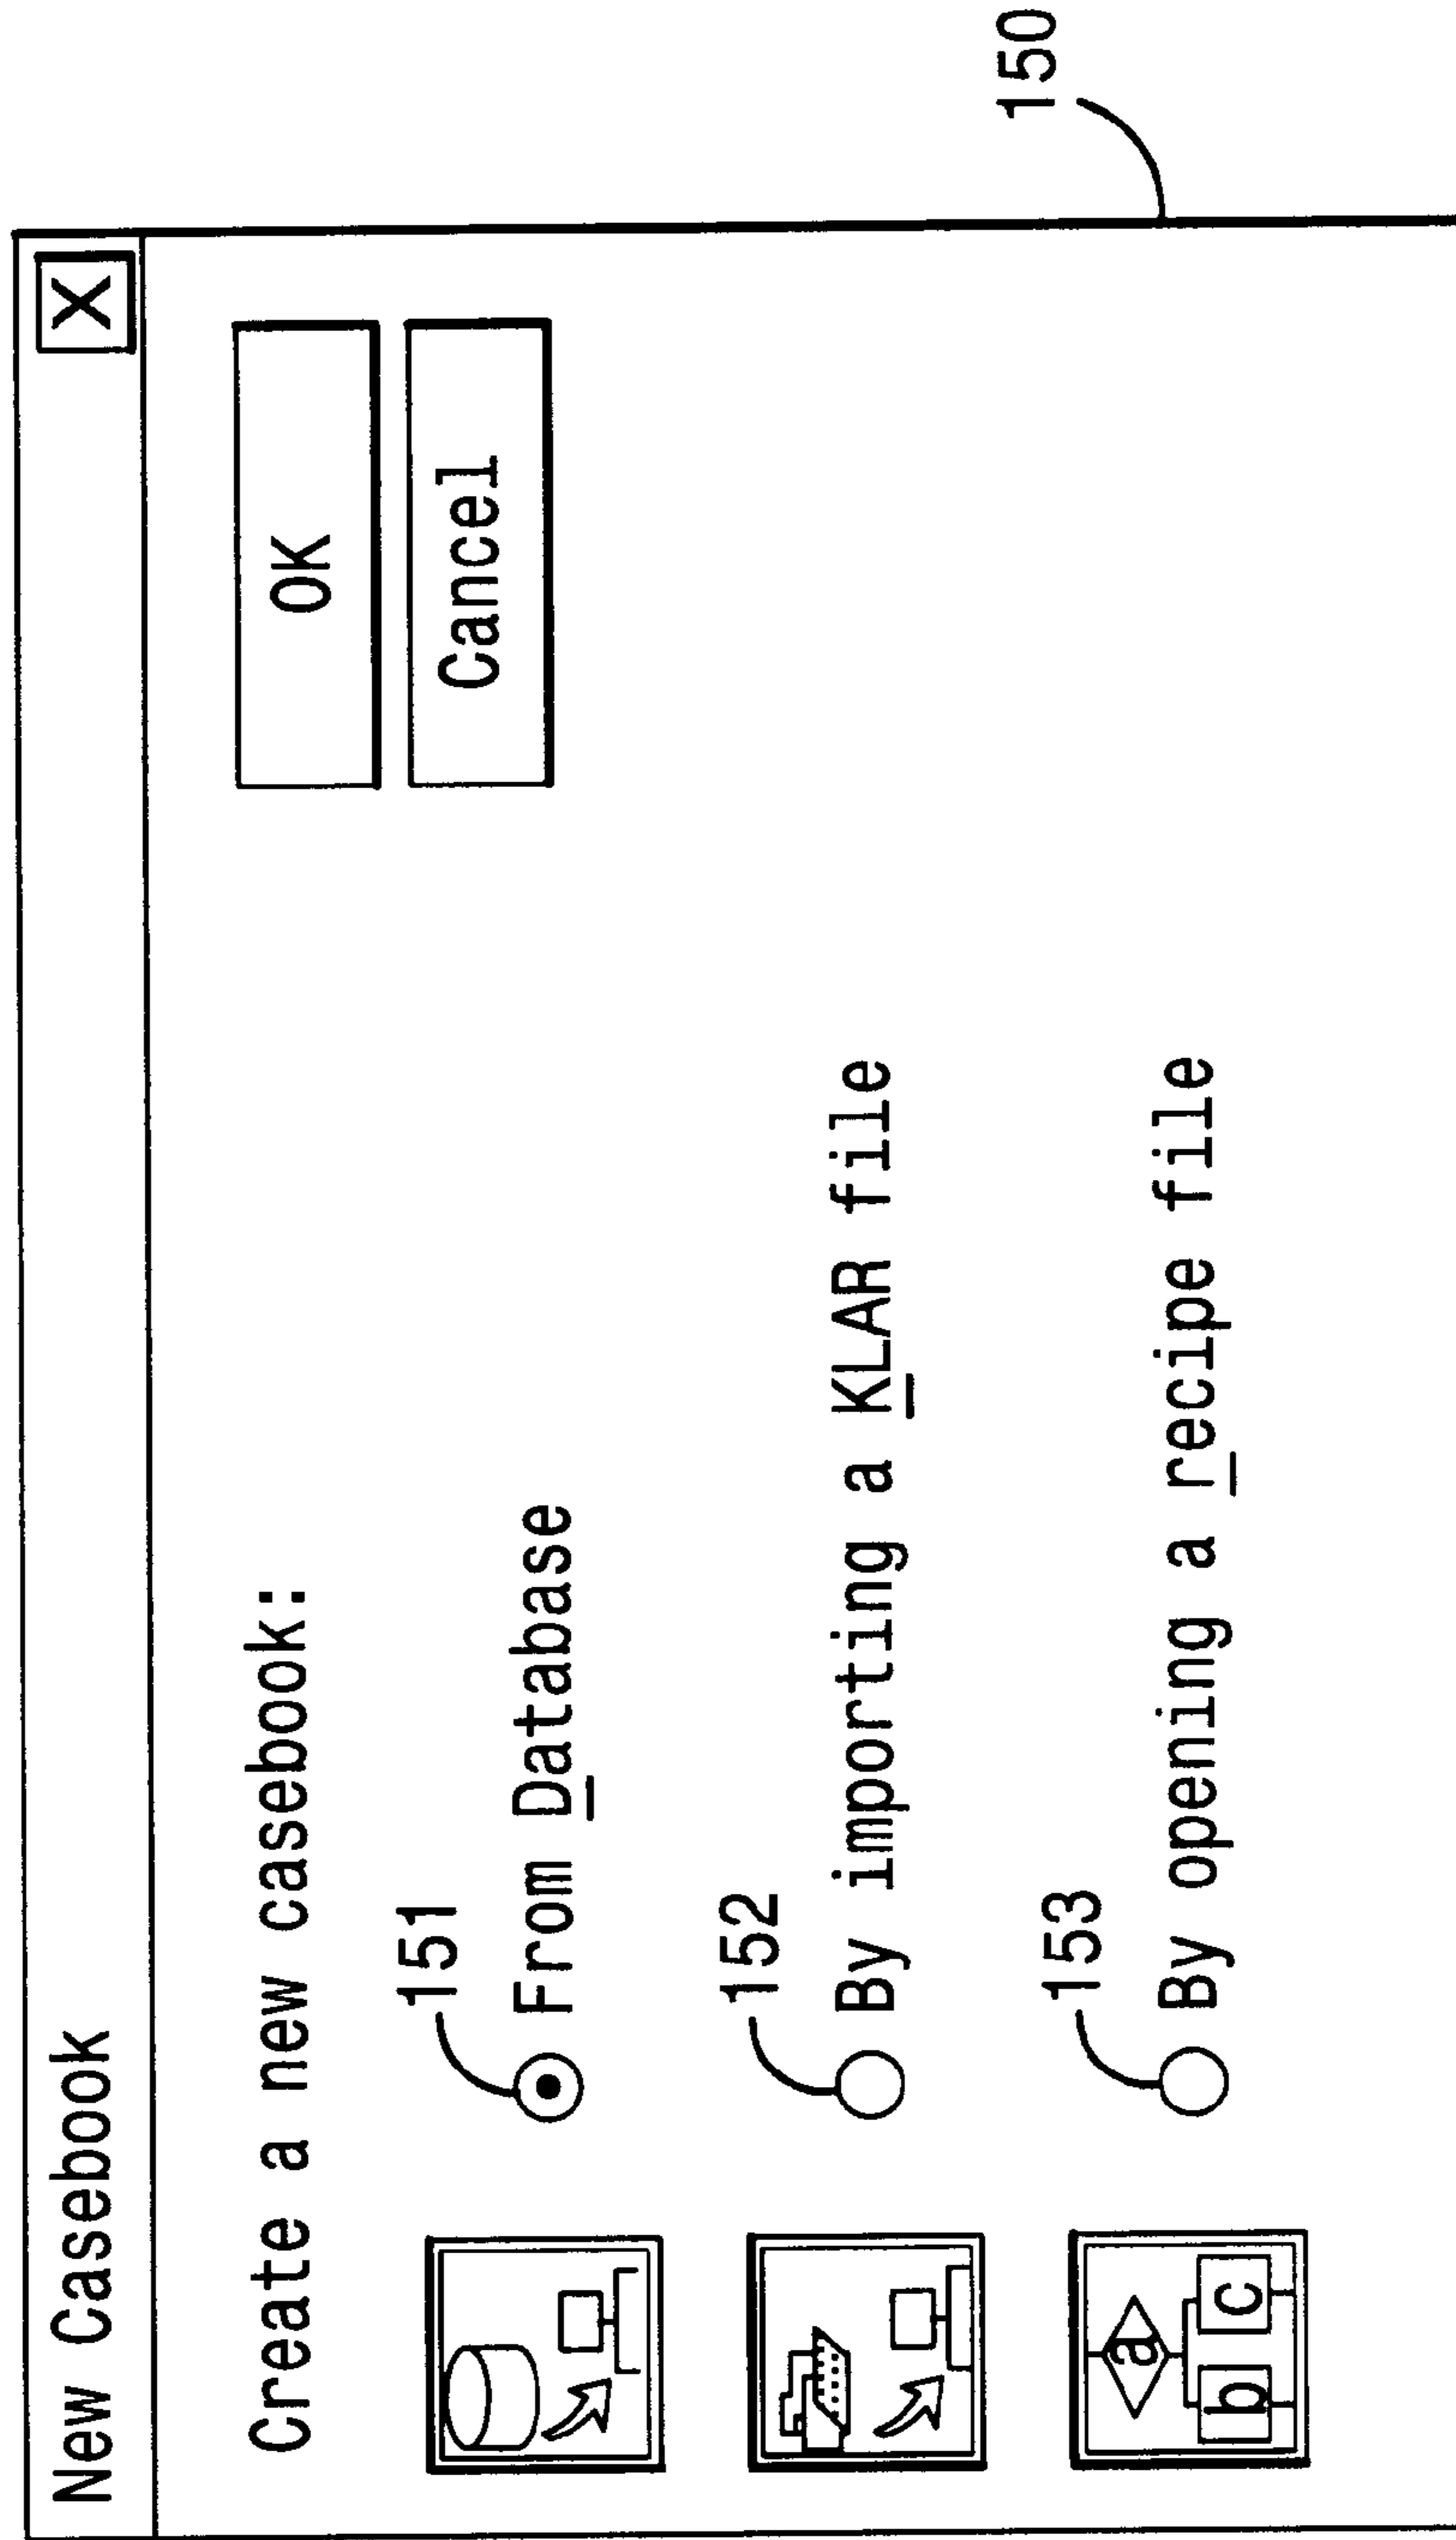 New Casebook X
Create a new casebook:
OK
Cancel
151
From Database
152
By importing a KLAR file
153
a
b c
By opening a recipe file
150